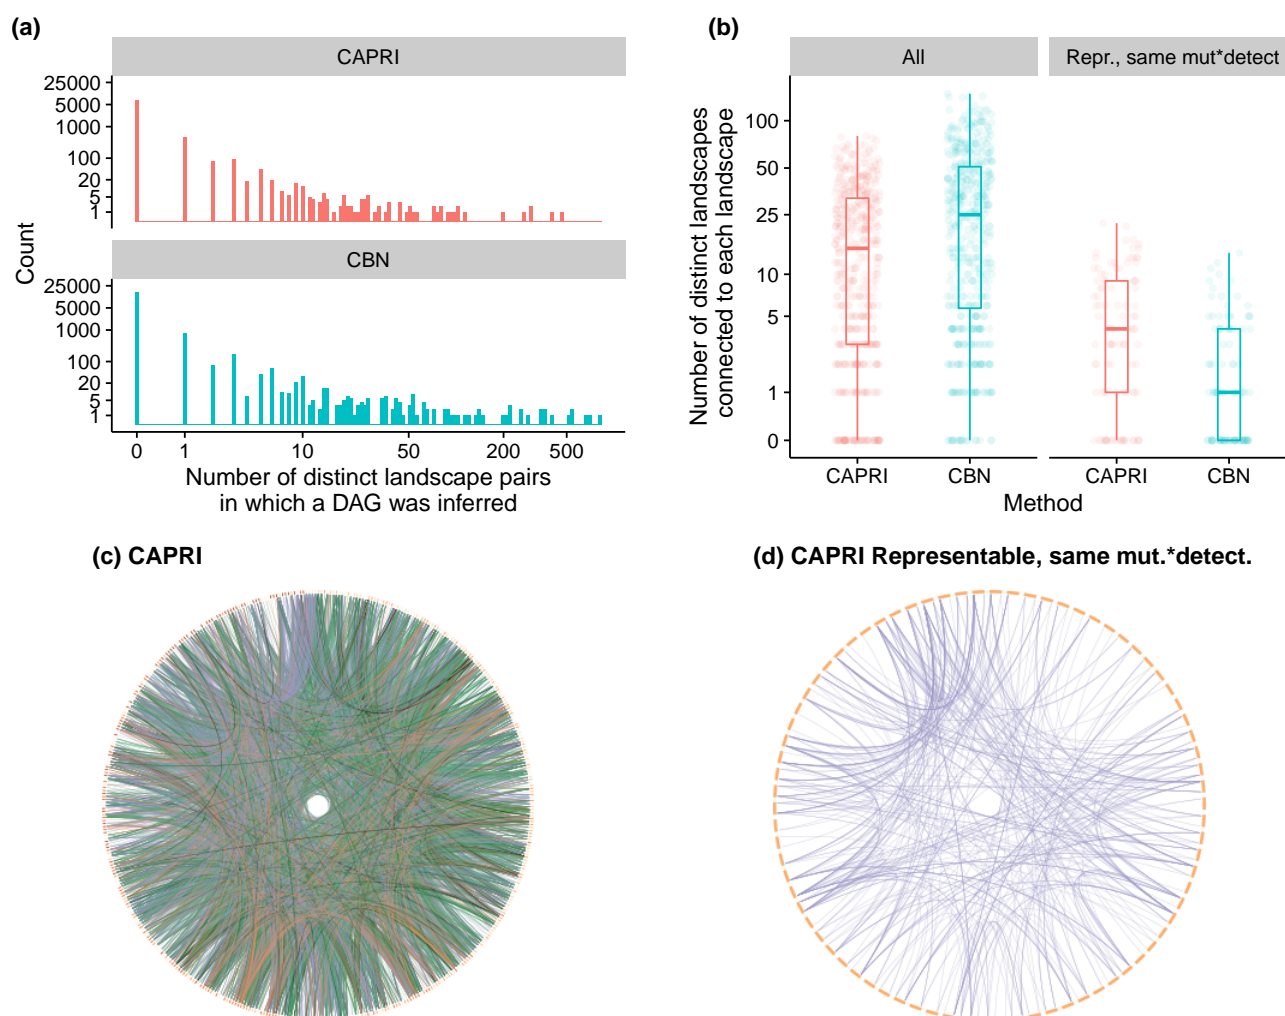 (a)
CAPRI
25000
5000
1000
100
20
5
1
CBN
25000
5000
1000
100
20
5
1
Count
0 1 10 50 200 500
Number of distinct landscape pairs
in which a DAG was inferred
(b)
All
Repr., same mut*detect
Number of distinct landscapes
connected to each landscape
100
50
25
10
5
1
0
CAPRI CBN CAPRI CBN
Method
(c) CAPRI
(d) CAPRI Representable, same mut.*detect.